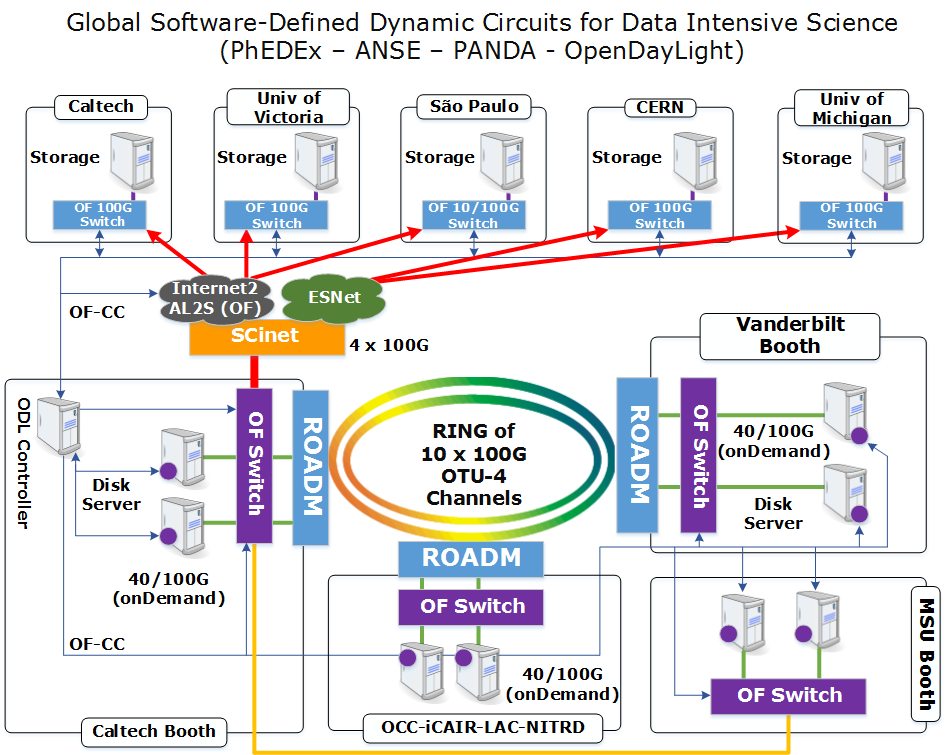 Global Software-Defined Dynamic Circuits for Data Intensive Science
(PhEDEx – ANSE – PANDA - OpenDayLight)
Caltech
Univ of
Victoria
São Paulo
CERN
Univ of
Michigan
Storage
Storage
Storage
Storage
Storage
OF 100G
Switch
OF 100G
Switch
OF 10/100G
Switch
OF 100G
Switch
OF 100G
Switch
Internet2
AL2S (OF)
ESNet
OF-CC
SCinet
4 x 100G
Vanderbilt
Booth
ODL Controller
OF Switch
ROADM
Disk
Server
40/100G
(onDemand)
RING of
10 x 100G
OTU-4
Channels
ROADM
OF Switch
40/100G
(onDemand)
Disk
Server
ROADM
OF Switch
40/100G
(onDemand)
OF-CC
MSU Booth
OF Switch
Caltech Booth
OCC-iCAIR-LAC-NITRD